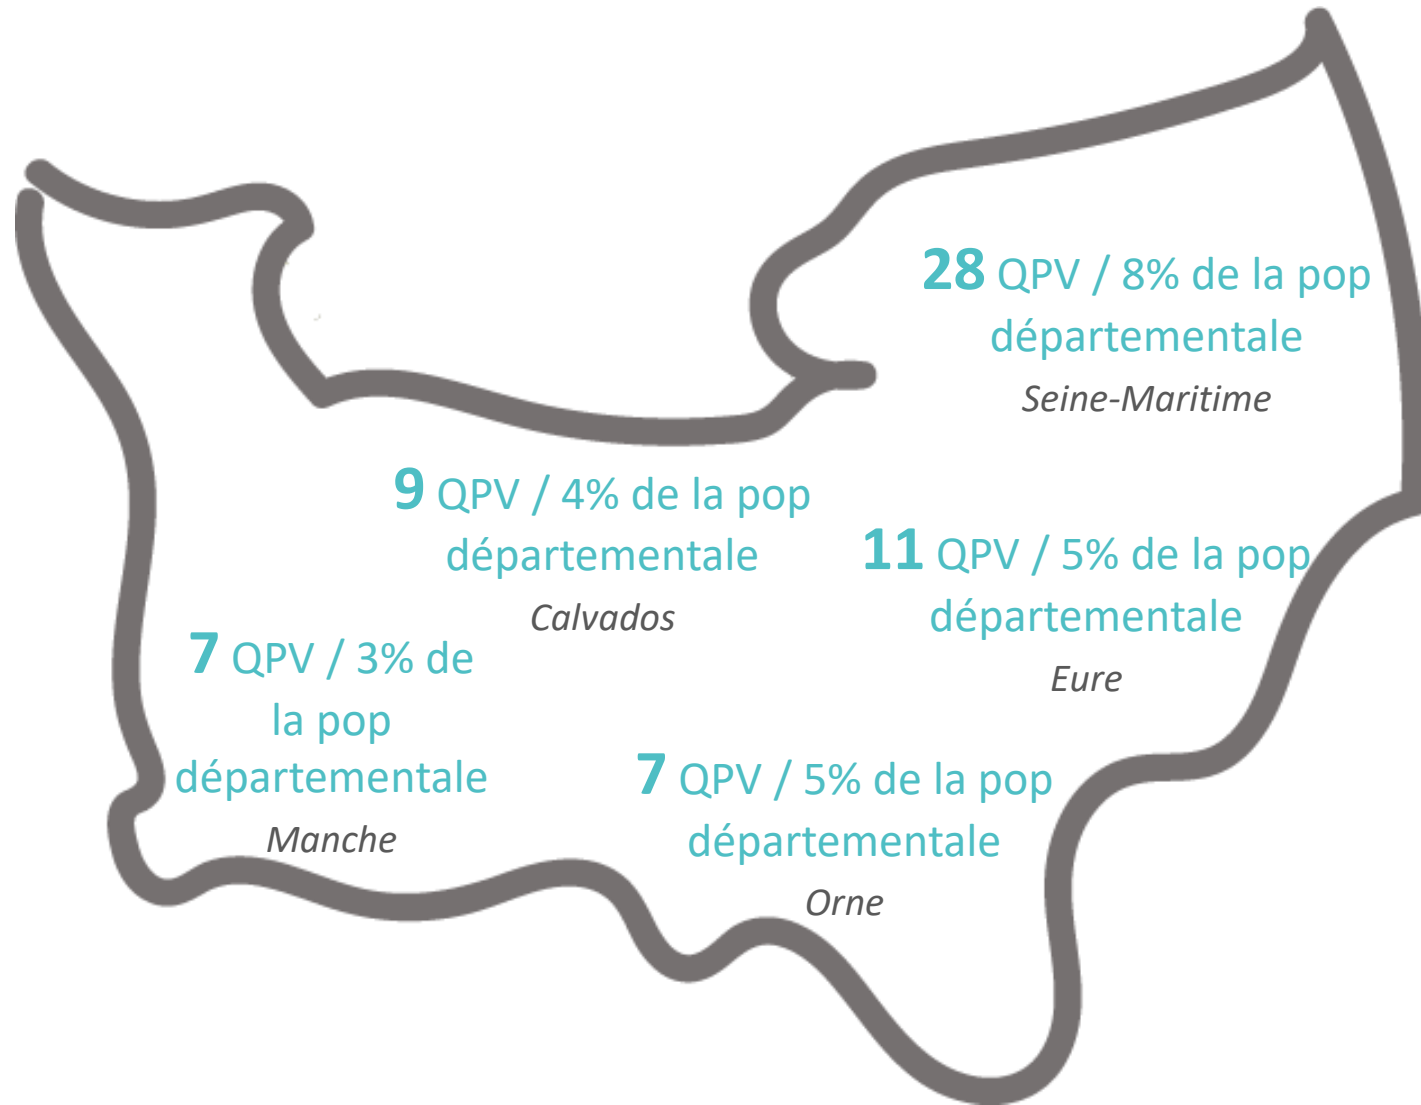 28 QPV / 8% de la pop
départementale
Seine-Maritime
9 QPV / 4% de la pop
départementale
Calvados
11 QPV / 5% de la pop
départementale
Eure
7 QPV / 3% de
la pop
départementale
Manche
7 QPV / 5% de la pop
départementale
Orne